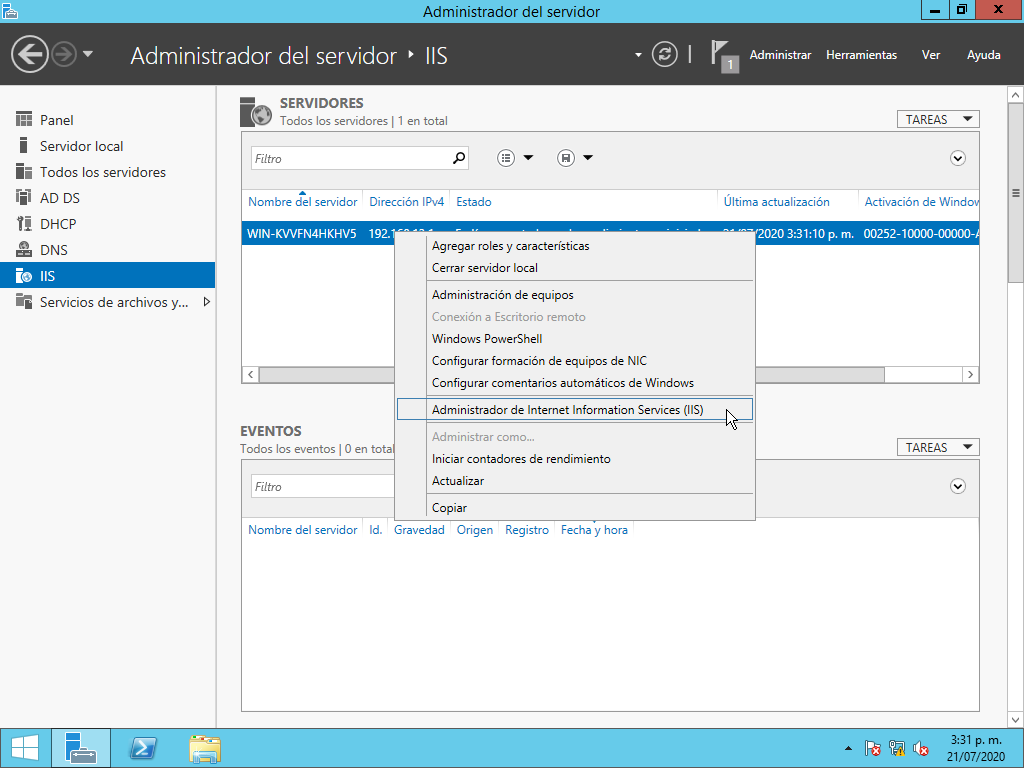 Administrador del servidor
Administrador del servidor ‣ IIS
1
Administrar
Herramientas
Ver
Ayuda
Panel
Servidor local
Todos los servidores
AD DS
DHCP
DNS
IIS
Servicios de archivos y...
SERVIDORES
Todos los servidores | 1 en total
TAREAS
Filtro
Nombre del servidor Dirección IPv4 Estado Última actualización Activación de Window
WIN-KVVFN4HKHV5 192. 21/07/2020 3:31:10 p. m. 00252-10000-00000-A
Agregar roles y características
Cerrar servidor local
Administración de equipos
Conexión a Escritorio remoto
Windows PowerShell
Configurar formación de equipos de NIC
Configurar comentarios automáticos de Windows
Administrador de Internet Information Services (IIS)
Administrar como...
Iniciar contadores de rendimiento
Actualizar
Copiar
EVENTOS
Todos los eventos | 0 en total
TAREAS
Filtro
Nombre del servidor Id. Gravedad Origen Registro Fecha y hora
3:31 p. m.
21/07/2020